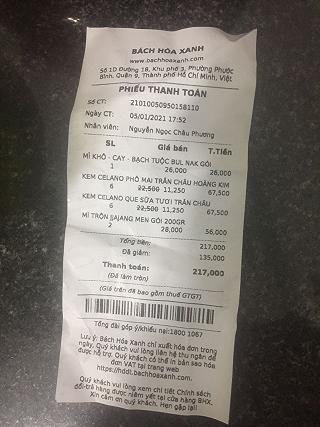 BÁCH HÓA XANH
www.bachhoaxanh.com
Số 1D Đường 18, Khu phố 3, Phường Phước
Bình, Quận 9, Thành phố Hồ Chí Minh, Việt
PHIẾU THANH TOÁN
Số CT: 21010050950158110
Ngày CT: 05/01/2021 17:52
Nhân viên: Nguyễn Ngọc Châu Phương
SL Giá bán T.Tiền
MÌ KHÔ - CAY - BẠCH TUỘC BUL NAK GÓI
1 26,000 26,000
KEM CELANO PHÔ MAI TRÂN CHÂU HOÀNG KIM
6 22,500 11,250 67,500
KEM CELANO QUE SỮA TƯƠI TRÂN CHÂU
6 22,500 11,250 67,500
MÌ TRỘN JJAJANG MEN GÓI 200GR
2 28,000 56,000
Tổng tiền: 217,000
Đã giảm: 135,000
Thanh toán: 217,000
(Đã làm tròn)
(Giá trên đã bao gồm thuế GTGT)
Tổng đài góp ý/khiếu nại:1800 1067
Lưu ý: Bách Hóa Xanh chỉ xuất hóa đơn trong
ngày, Quý khách vui lòng liên hệ thu ngân để
được hỗ trợ. Quý khách có thể in bản sao hóa
đơn VAT tại trang web
https://hddt.bachhoaxanh.com.
Quý khách vui lòng xem chi tiết Chính sách
đổi-trả hàng được niêm yết tại cửa hàng BHX.
Xin cảm ơn quý khách. Hẹn gặp lại!